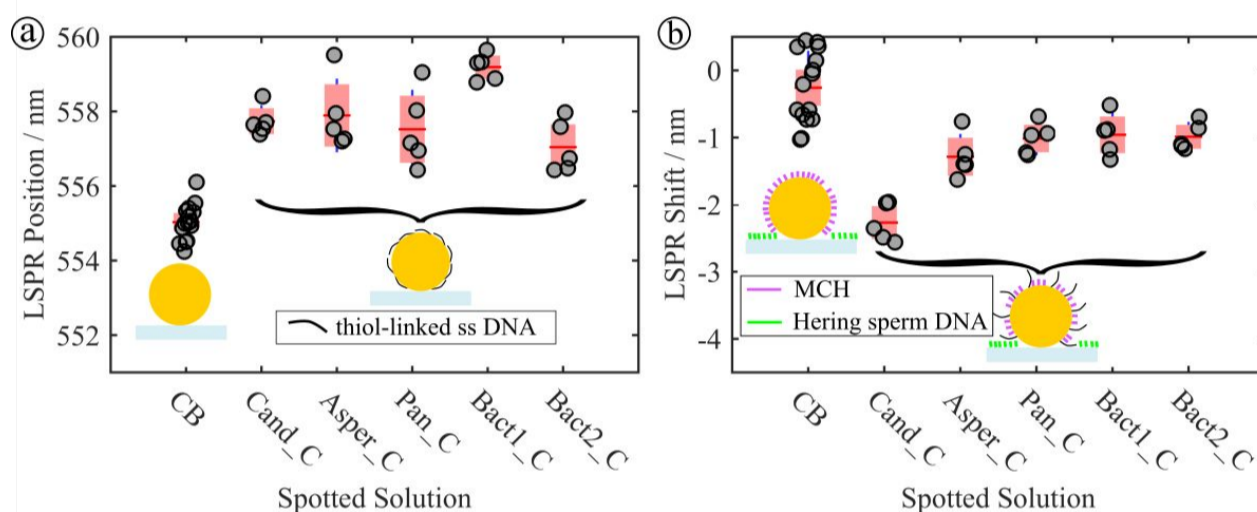 a
LSPR Position / nm
560
558
556
554
552
thiol-linked ss DNA
CB
Cand_C
Asper_C
Pan_C
Bact1_C
Bact2_C
Spotted Solution
b
LSPR Shift / nm
0
-1
-2
-3
-4
MCH
Hering sperm DNA
CB
Cand_C
Asper_C
Pan_C
Bact1_C
Bact2_C
Spotted Solution